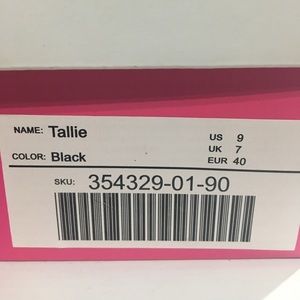 NAME: Tallie
US 9
UK 7
COLOR: Black
EUR 40
SKU: 354329-01-90